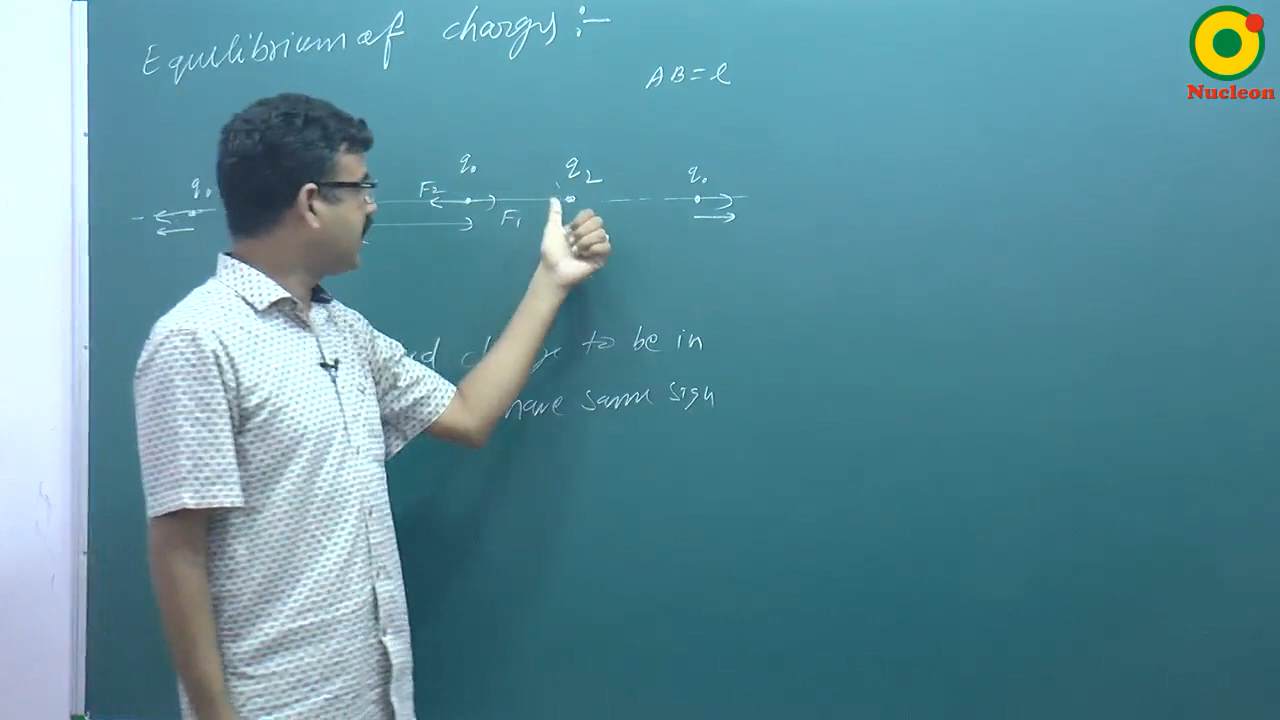 Equilibrium of charges :-
AB = l
q₀ q₀ q₂ q₀
F₂
F₁
to be in
have same sign
Nucleon